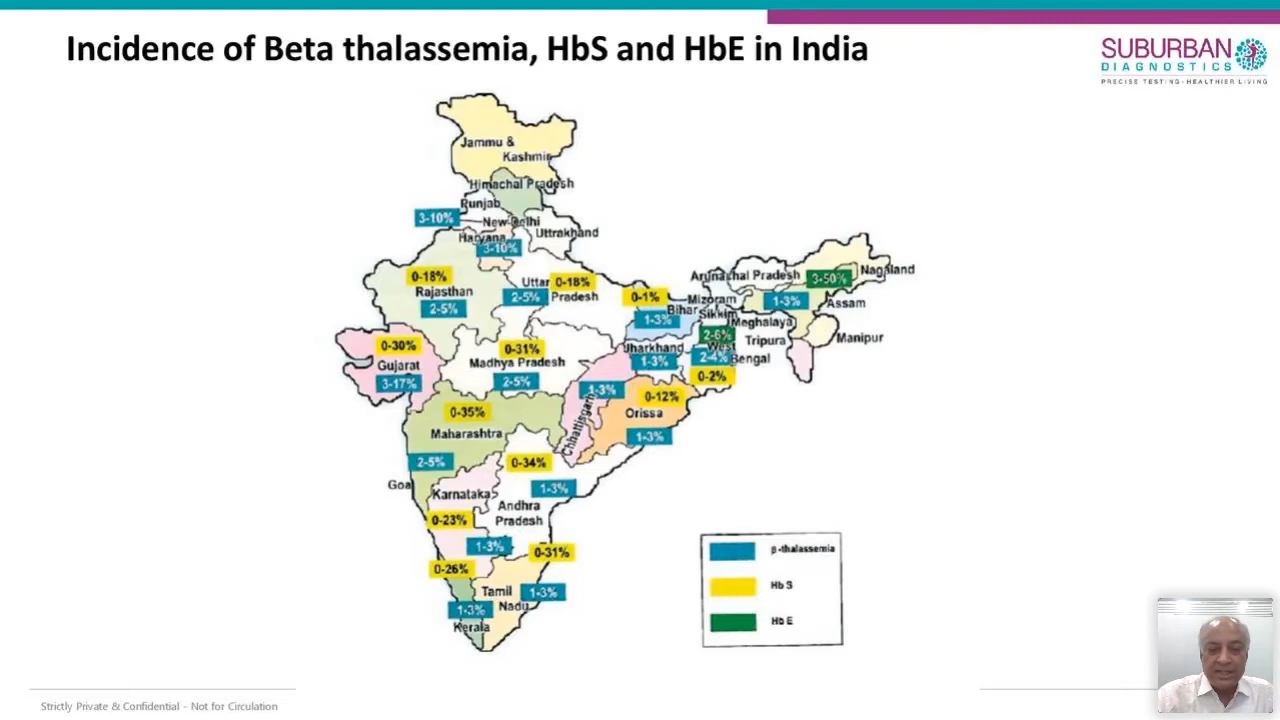 Incidence of Beta thalassemia, HbS and HbE in India
SUBURBAN
DIAGNOSTICS
PRECISE TESTING-HEALTHIER LIVING
Jammu &
Kashmir
Himachal Pradesh
Punjab
3-10%
New Delhi
Uttrakhand
Haryana
3-10%
0-18%
Rajasthan
2-5%
Uttar
0-18%
2-5%
Pradesh
Arunachal Pradesh
3-50%
Nagaland
0-1%
Mizoram
1-3%
Assam
Bihar
Sikkim
1-3%
Meghalaya
2-6%
Tripura
Manipur
West
Jharkhand
2-4%
Bengal
1-3%
0-2%
0-30%
Gujarat
3-17%
0-31%
Madhya Pradesh
2-5%
1-3%
Chhattisgarh
0-12%
Orissa
1-3%
0-35%
Maharashtra
2-5%
0-34%
Goa
Karnataka
1-3%
Andhra
Pradesh
0-23%
1-3%
0-31%
0-26%
Tamil
1-3%
Nadu
1-3%
Kerala
β-thalassemia
Hb S
Hb E
Strictly Private & Confidential - Not for Circulation